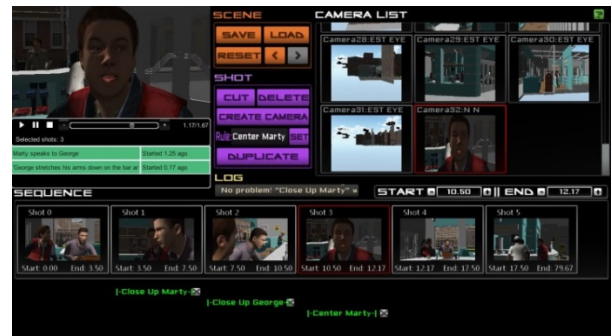 SCENE
SAVE LOAD
RESET < >
SHOT
CUT DELETE
CREATE CAMERA
Rule: Center Marty SET
DUPLICATE
LOG
No problem! "Close Up Marty" w
CAMERA LIST
Camera28:EST EYE
Camera29:EST EYE
Camera30:EST EYE
Camera31:EST EYE
Camera32:N N
1.17/1.67
Selected shots: 3
Marty speaks to George Started 1.25 ago
'George stretches his arms down on the bar ar Started 0.17 ago
SEQUENCE
START 10.50 || END 12.17
Shot 0 Shot 1 Shot 2 Shot 3 Shot 4 Shot 5
Start: 0.00 End: 3.50 Start: 3.50 End: 7.50 Start: 7.50 End: 10.50 Start: 10.50 End: 12.17 Start: 12.17 End: 17.50 Start: 17.50 End: 79.67
|-Close Up Marty-
|-Close Up George-
|-Center Marty-|